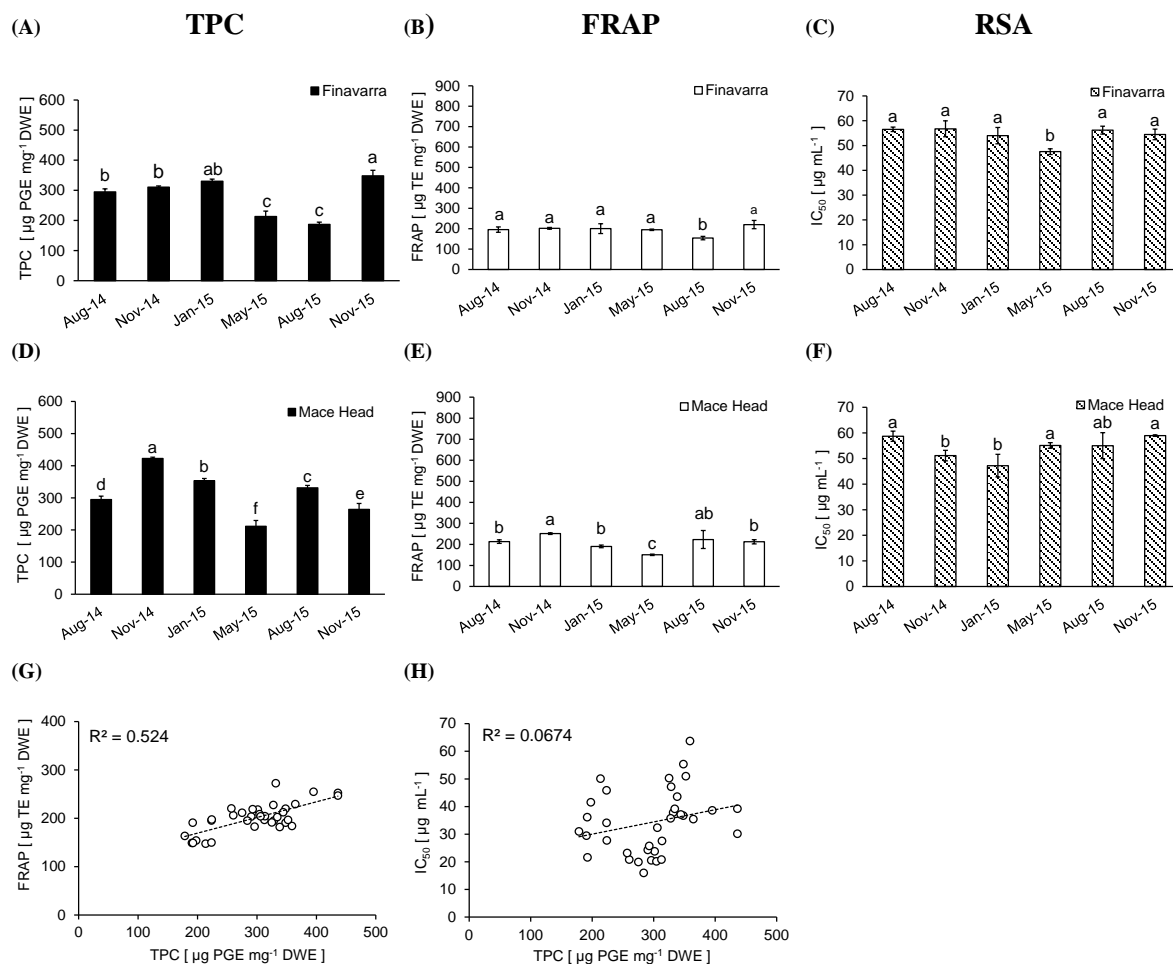 TPC FRAP RSA
(A) (B) (C)
Finavarra
TPC [ µg PGE mg⁻¹ DWE ]
600
500
400
300
200
100
0
b b ab c c a
Aug-14 Nov-14 Jan-15 May-15 Aug-15 Nov-15
Finavarra
FRAP [ µg TE mg⁻¹ DWE ]
900
800
700
600
500
400
300
200
100
0
a a a a b a
Aug-14 Nov-14 Jan-15 May-15 Aug-15 Nov-15
Finavarra
IC₅₀ [ µg mL⁻¹ ]
70
60
50
40
30
20
10
0
a a a b a a
Aug-14 Nov-14 Jan-15 May-15 Aug-15 Nov-15
(D) (E) (F)
Mace Head
TPC [ µg PGE mg⁻¹ DWE ]
600
500
400
300
200
100
0
d a b f c e
Aug-14 Nov-14 Jan-15 May-15 Aug-15 Nov-15
Mace Head
FRAP [ µg TE mg⁻¹ DWE ]
900
800
700
600
500
400
300
200
100
0
b a b c ab b
Aug-14 Nov-14 Jan-15 May-15 Aug-15 Nov-15
Mace Head
IC₅₀ [ µg mL⁻¹ ]
70
60
50
40
30
20
10
0
a b b a ab a
Aug-14 Nov-14 Jan-15 May-15 Aug-15 Nov-15
(G) (H)
FRAP [ µg TE mg⁻¹ DWE ]
400
300
200
100
0
R² = 0.524
0 100 200 300 400 500
TPC [ µg PGE mg⁻¹ DWE ]
IC₅₀ [ µg mL⁻¹ ]
70
60
50
40
30
20
10
0
R² = 0.0674
0 100 200 300 400 500
TPC [ µg PGE mg⁻¹ DWE ]